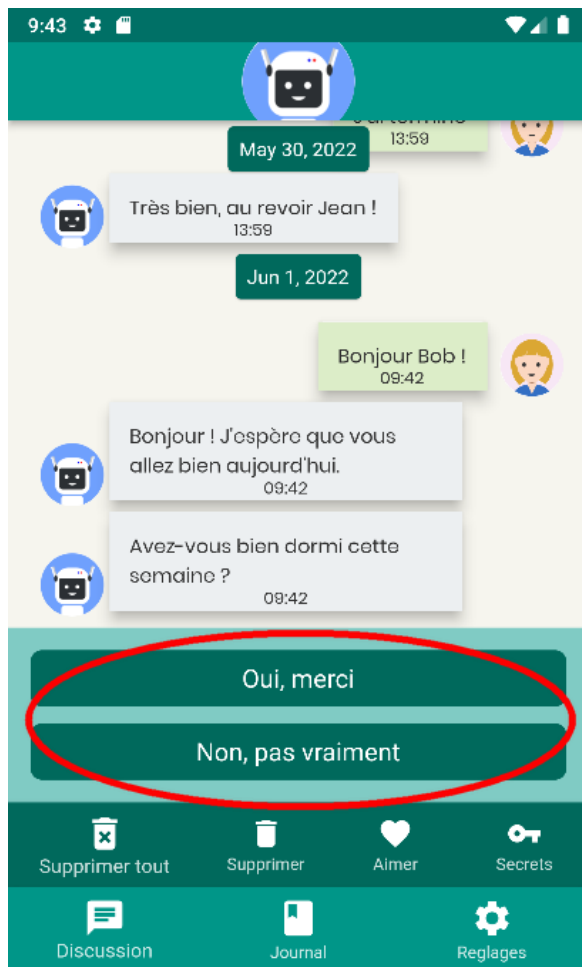 9:43
13:59
May 30, 2022
Très bien, au revoir Jean !
13:59
Jun 1, 2022
Bonjour Bob !
09:42
Bonjour ! J'espère que vous
allez bien aujourd'hui.
09:42
Avez-vous bien dormi cette
semaine ?
09:42
Oui, merci
Non, pas vraiment
Supprimer tout
Supprimer
Aimer
Secrets
Discussion
Journal
Reglages